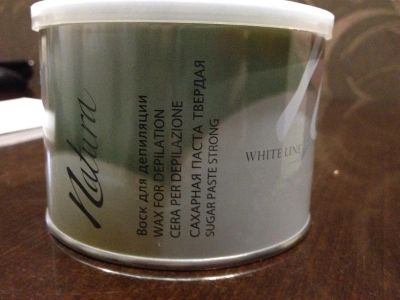 Natura
Воск для депиляции
WAX FOR DEPILATION
CERA PER DEPILAZIONE
САХАРНАЯ ПАСТА ТВЕРДАЯ
SUGAR PASTE STRONG
WHITE LINE